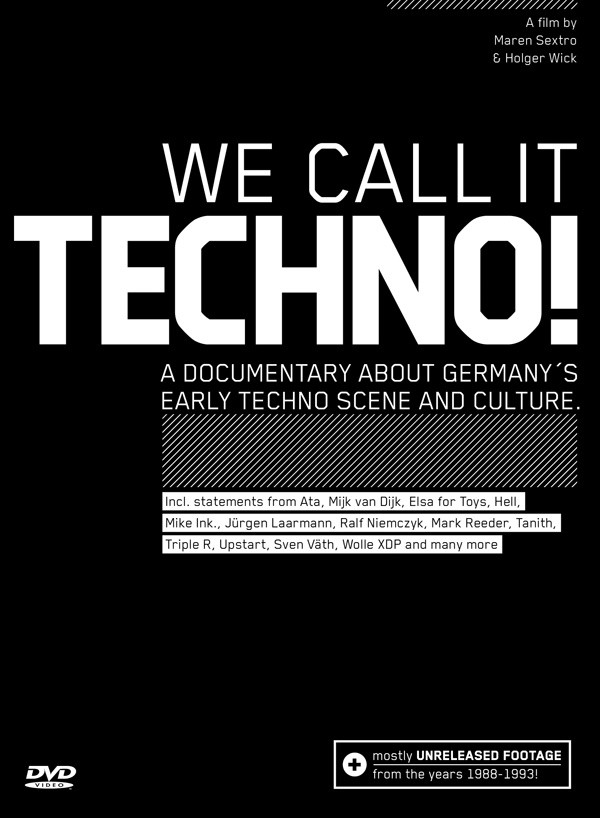 A film by
Maren Sextro
& Holger Wick
WE CALL IT
TECHNO!
A DOCUMENTARY ABOUT GERMANY´S
EARLY TECHNO SCENE AND CULTURE.
Incl. statements from Ata, Mijk van Dijk, Elsa for Toys, Hell,
Mike Ink., Jürgen Laarmann, Ralf Niemczyk, Mark Reeder, Tanith,
Triple R, Upstart, Sven Väth, Wolle XDP and many more
mostly UNRELEASED FOOTAGE
from the years 1988-1993!
DVD
VIDEO